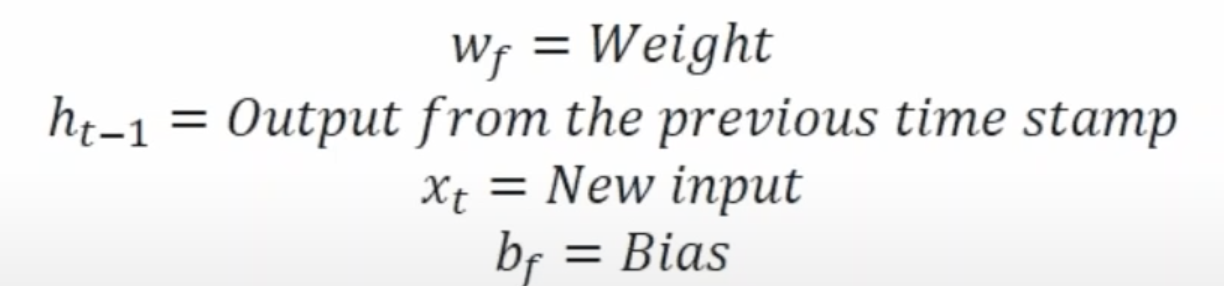 w_f = Weight
h_{t-1} = Output from the previous time stamp
x_t = New input
b_f = Bias